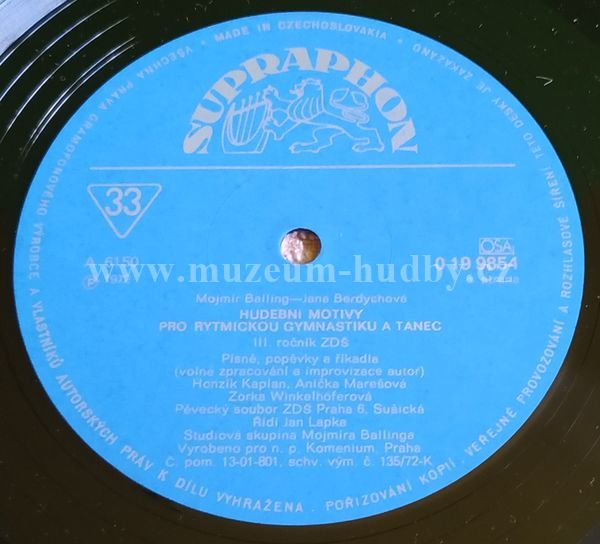 VŠECHNA PRÁVA GRAMOFONOVÉHO VÝROBCE A VLASTNÍKŮ AUTORSKÝCH PRÁV K DÍLU VYHRAŽENA . POŘIZOVÁNÍ KOPIÍ . VEŘEJNÉ PROVOZOVÁNÍ A ROZHLASOVÉ ŠÍŘENÍ TÉTO DESKY JE ZAKÁZÁNO
• MADE IN CZECHOSLOVAKIA •
SUPRAPHON
33
OSA
A 6150
0 19 9854
stereo
www.muzeum-hudby.cz
Mojmír Balling—Jana Berdychová
HUDEBNÍ MOTIVY
PRO RYTMICKOU GYMNASTIKU A TANEC
III. ročník ZDŠ
Písně, popěvky a říkadla
(volné zpracování a improvizace autor)
Honzík Kaplan, Anička Marešová
Zorka Winkelhöferová
Pěvecký soubor ZDŠ Praha 6, Sušická
Řídí Jan Lapka
Studiová skupina Mojmíra Ballinga
Vyrobeno pro n. p. Komenium, Praha
Č. pom. 13-01-801, schv. vým č. 135/72-K